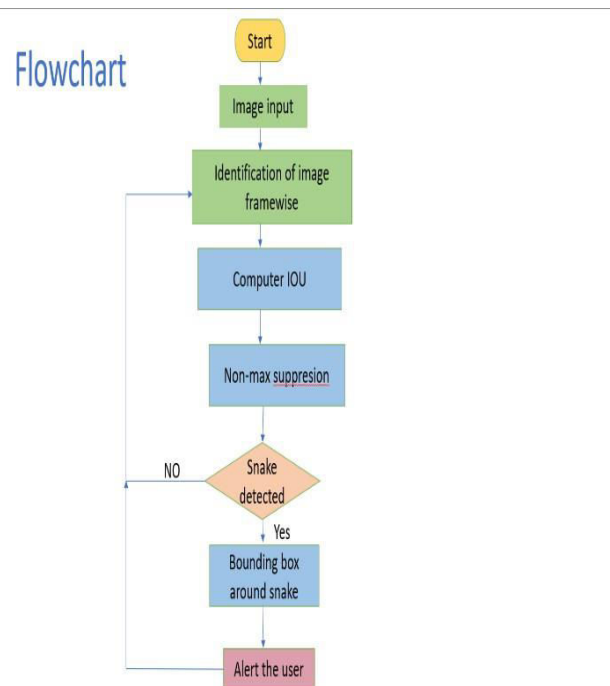 Flowchart
Start
Image input
Identification of image
framewise
Computer IOU
Non-max suppresion
Snake
detected
NO
Yes
Bounding box
around snake
Alert the user